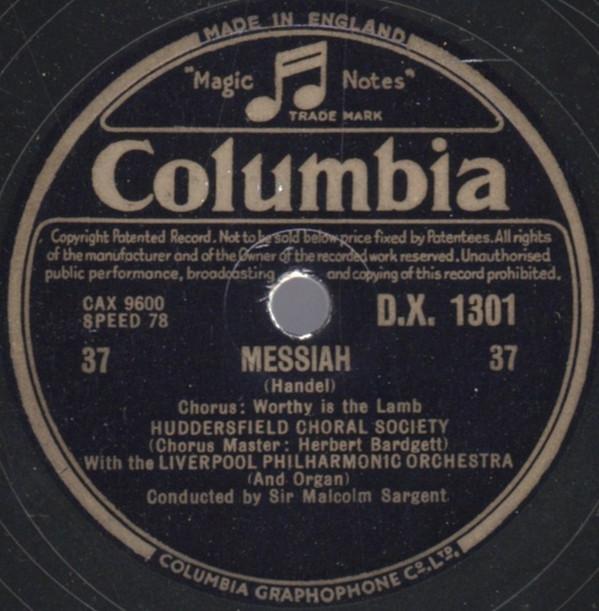 MADE IN ENGLAND
"Magic Notes"
TRADE MARK
Columbia
Copyright Patented Record. Not to be sold below price fixed by Patentees. All rights
of the manufacturer and of the Owner of the recorded work reserved. Unauthorised
public performance, broadcasting and copying of this record prohibited.
CAX 9600
SPEED 78
D.X. 1301
37 MESSIAH 37
(Handel)
Chorus: Worthy is the Lamb
HUDDERSFIELD CHORAL SOCIETY
(Chorus Master: Herbert Bardgett)
With the LIVERPOOL PHILHARMONIC ORCHESTRA
(And Organ)
Conducted by Sir Malcolm Sargent
COLUMBIA GRAPHOPHONE Co. LTD.